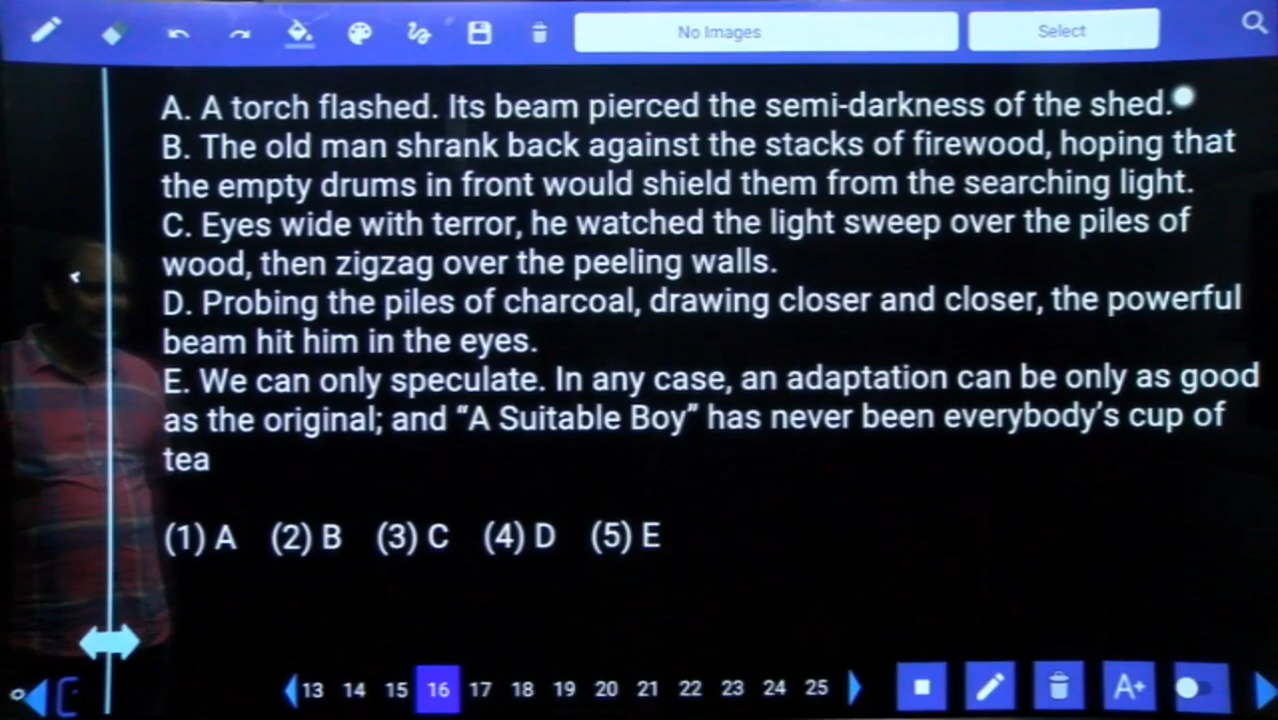 No Images
Select
A. A torch flashed. Its beam pierced the semi-darkness of the shed.
B. The old man shrank back against the stacks of firewood, hoping that
the empty drums in front would shield them from the searching light.
C. Eyes wide with terror, he watched the light sweep over the piles of
wood, then zigzag over the peeling walls.
D. Probing the piles of charcoal, drawing closer and closer, the powerful
beam hit him in the eyes.
E. We can only speculate. In any case, an adaptation can be only as good
as the original; and “A Suitable Boy” has never been everybody’s cup of
tea
(1) A (2) B (3) C (4) D (5) E
13 14 15 16 17 18 19 20 21 22 23 24 25
A+